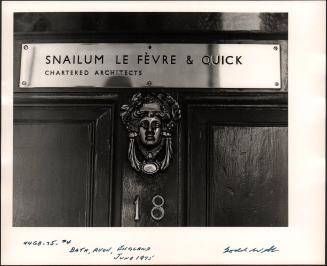 SNAILUM LE FÈVRE & QUICK
CHARTERED ARCHITECTS
18
BATH, AVON, ENGLAND
JUNE 1975